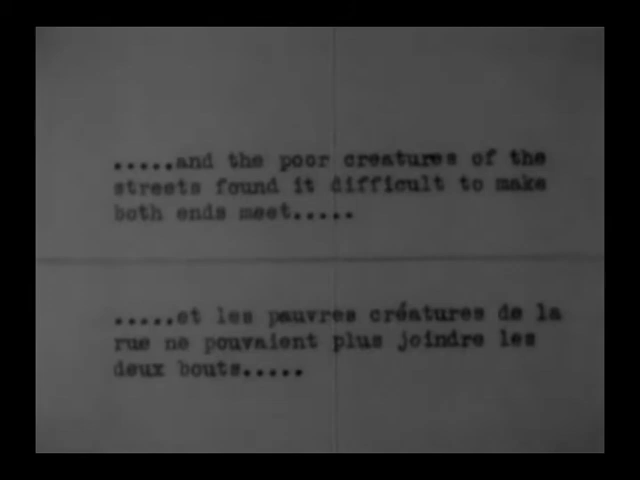 .....and the poor creatures of the
streets found it difficult to make
both ends meet.....
.....et les pauvres créatures de la
rue ne pouvaient plus joindre les
deux bouts.....